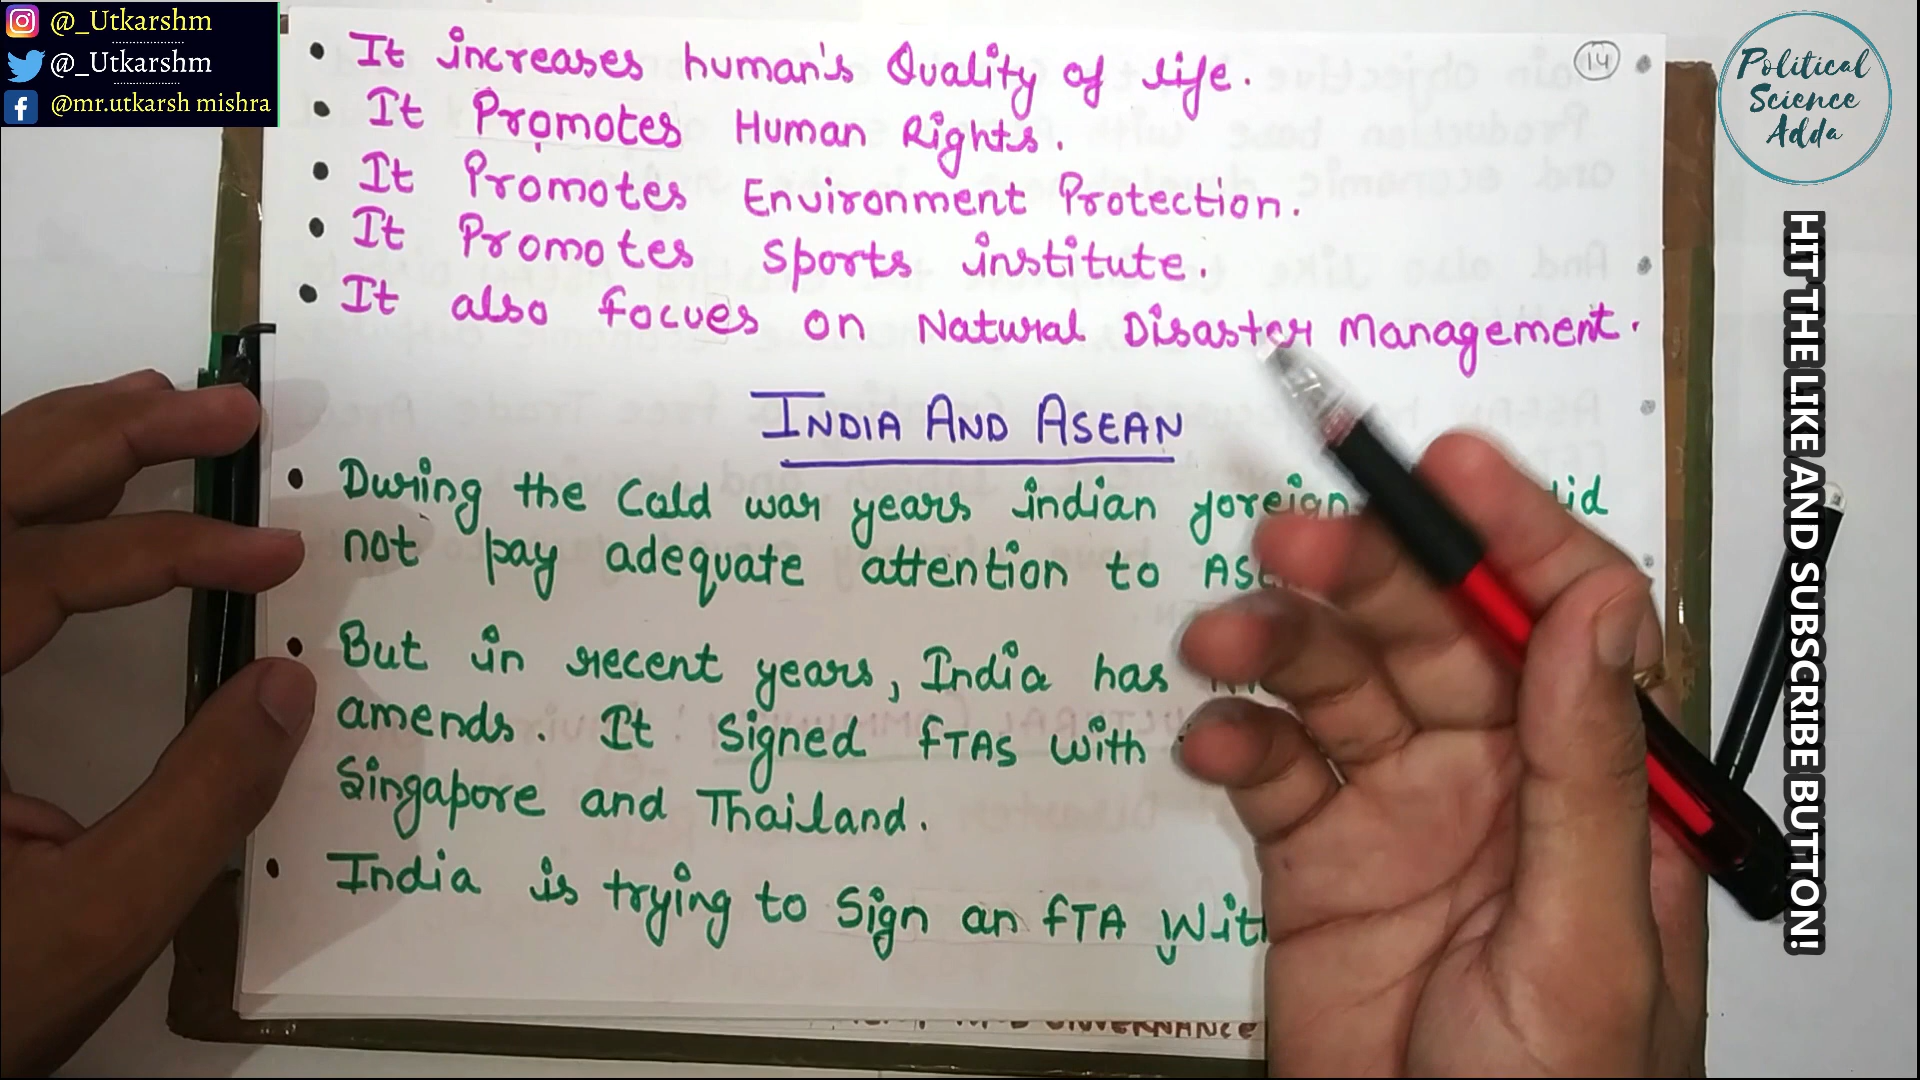 @_Utkarshm
@_Utkarshm
@mr.utkarsh mishra
Political
Science
Adda
HIT THE LIKE AND SUBSCRIBE BUTTON!
14
• It increases human's Quality of life.
• It Promotes Human Rights.
• It Promotes Environment Protection.
• It Promotes Sports institute.
• It also focues on Natural Disaster Management.
INDIA AND ASEAN
• During the Cold war years indian foreign
not pay adequate attention to
• But in recent years, India has
amends. It signed FTAS with
Singapore and Thailand.
• India is trying to Sign an FTA